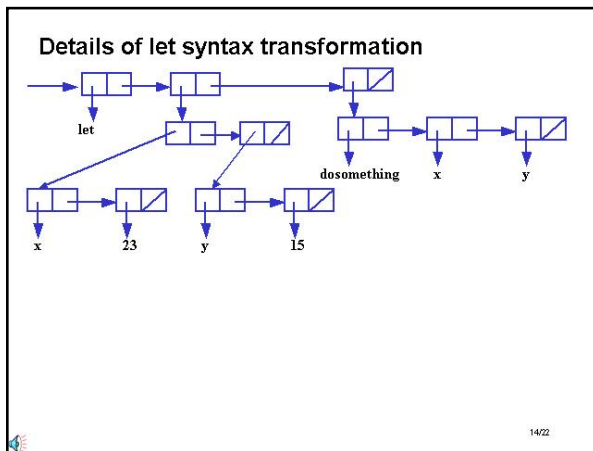 Details of let syntax transformation
let
dosomething x y
x 23 y 15
14/22